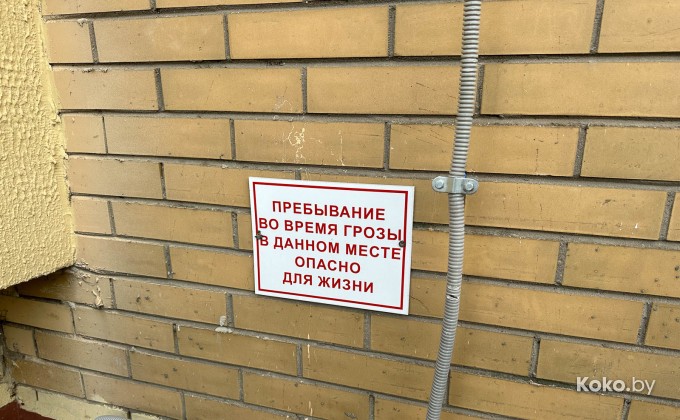 ПРЕБЫВАНИЕ
ВО ВРЕМЯ ГРОЗЫ
В ДАННОМ МЕСТЕ
ОПАСНО
ДЛЯ ЖИЗНИ
Koko.by